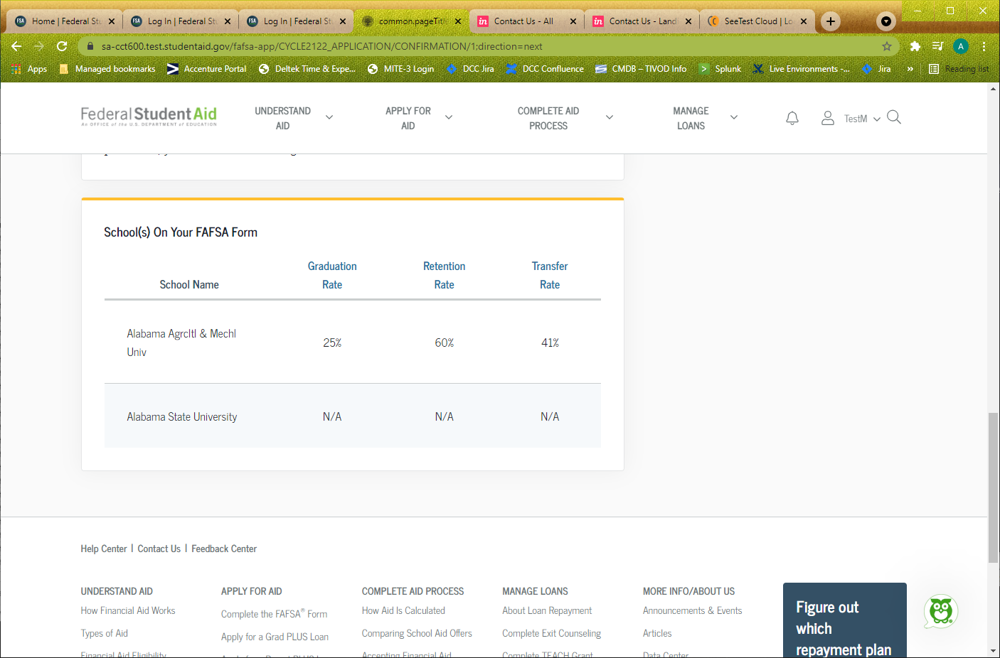 Home | Federal Stu
Log In | Federal Stu
Log In | Federal Stu
common.pageTitle
Contact Us - All
Contact Us - Landi
SeeTest Cloud | Lo
sa-cct600.test.studentaid.gov/fafsa-app/CYCLE2122_APPLICATION/CONFIRMATION/1;direction=next
A
Apps
Managed bookmarks
Accenture Portal
Deltek Time & Expe...
MITE-3 Login
DCC Jira
DCC Confluence
CMDB – TIVOD Info
Splunk
Live Environments -...
Jira
»
Reading list
Federal Student Aid
An OFFICE of the U.S. DEPARTMENT of EDUCATION
UNDERSTAND
AID
APPLY FOR
AID
COMPLETE AID
PROCESS
MANAGE
LOANS
TestM
School(s) On Your FAFSA Form
School Name
Graduation
Rate
Retention
Rate
Transfer
Rate
Alabama Agrcltl & Mechl
Univ
25%
60%
41%
Alabama State University
N/A
N/A
N/A
Help Center | Contact Us | Feedback Center
UNDERSTAND AID
How Financial Aid Works
Types of Aid
Financial Aid Eligibility
APPLY FOR AID
Complete the FAFSA® Form
Apply for a Grad PLUS Loan
COMPLETE AID PROCESS
How Aid Is Calculated
Comparing School Aid Offers
Accepting Financial Aid
MANAGE LOANS
About Loan Repayment
Complete Exit Counseling
Complete TEACH Grant
MORE INFO/ABOUT US
Announcements & Events
Articles
Data Center
Figure out
which
repayment plan